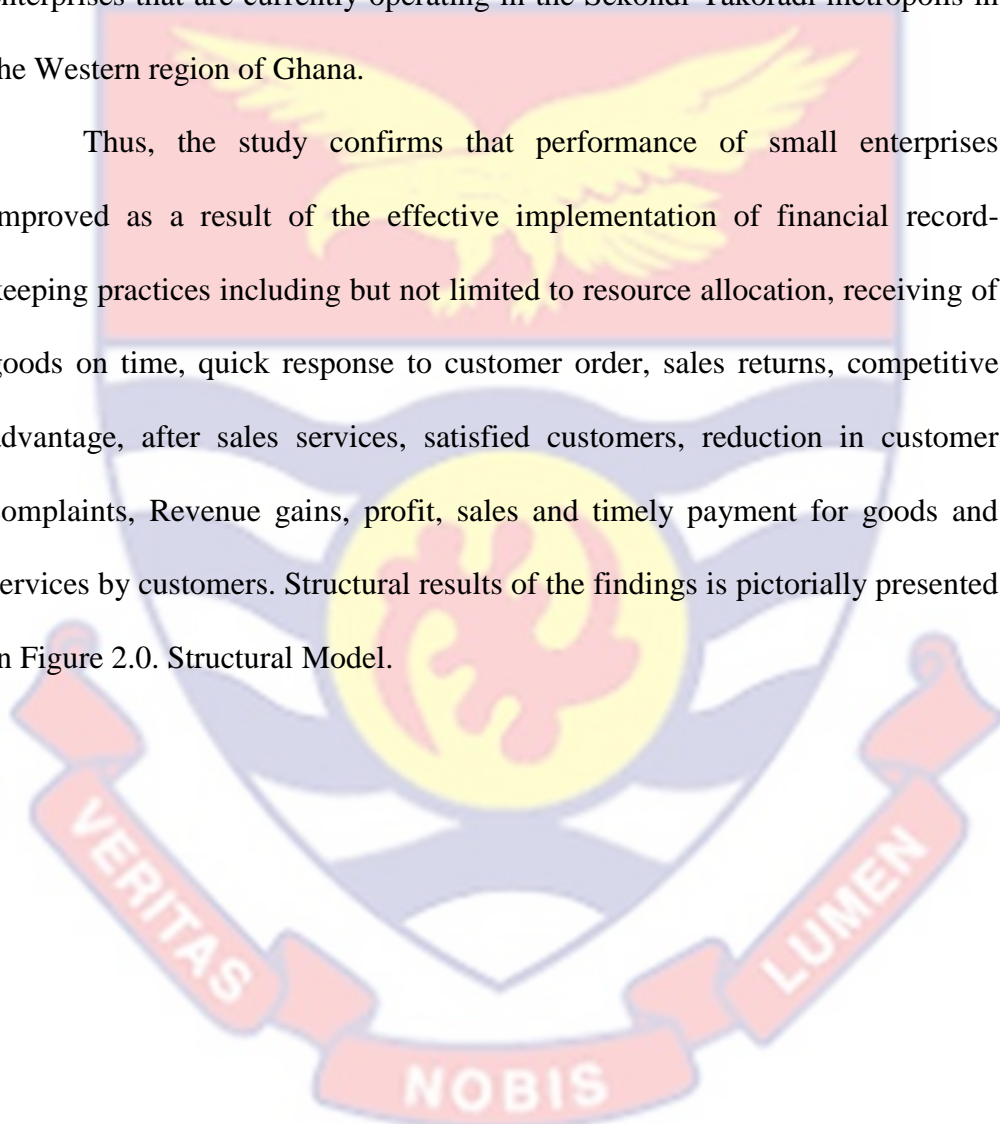 enterprises that are currently operating in the Sekondi-Takoradi metropolis in
the Western region of Ghana.
Thus, the study confirms that performance of small enterprises
improved as a result of the effective implementation of financial record-
keeping practices including but not limited to resource allocation, receiving of
goods on time, quick response to customer order, sales returns, competitive
advantage, after sales services, satisfied customers, reduction in customer
complaints, Revenue gains, profit, sales and timely payment for goods and
services by customers. Structural results of the findings is pictorially presented
in Figure 2.0. Structural Model.
VERITAS
NOBIS
LUMEN